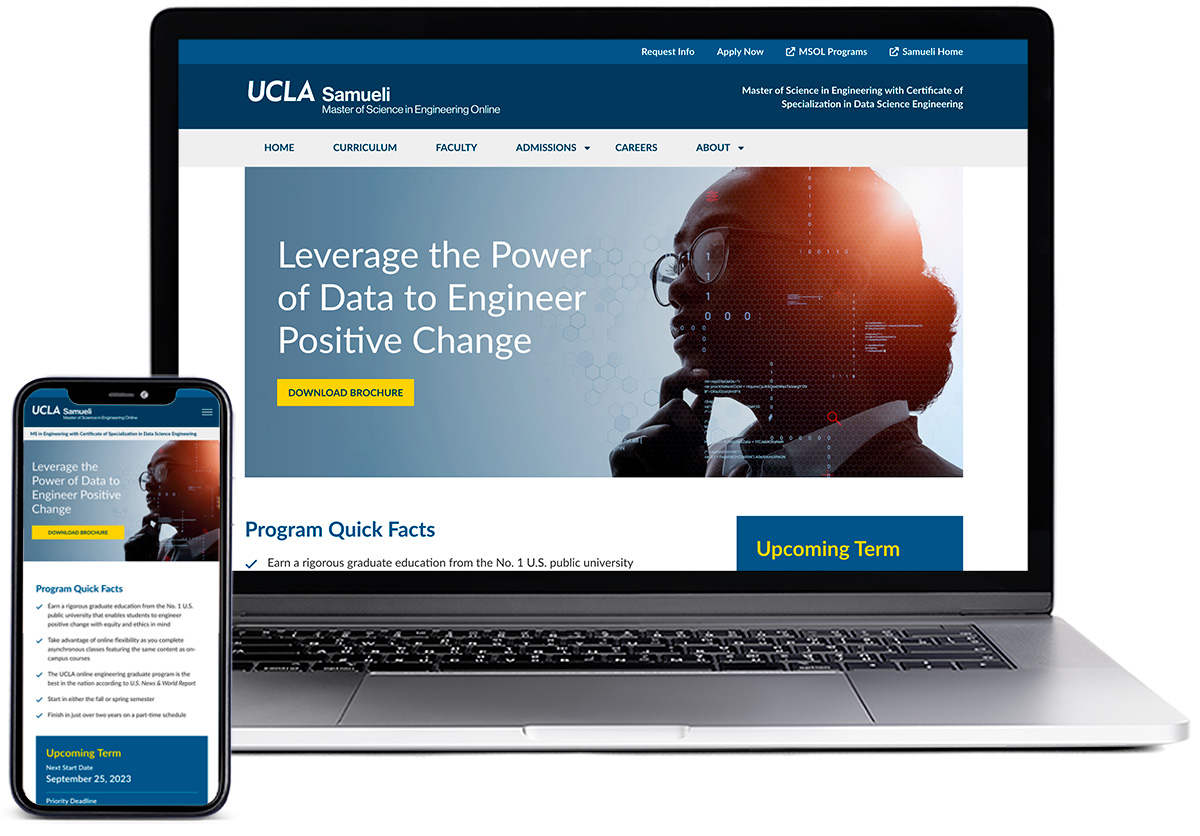 Request Info Apply Now MSOL Programs Samueli Home
UCLA Samueli
Master of Science in Engineering Online
Master of Science in Engineering with Certificate of
Specialization in Data Science Engineering
HOME CURRICULUM FACULTY ADMISSIONS CAREERS ABOUT
Leverage the Power
of Data to Engineer
Positive Change
DOWNLOAD BROCHURE
Program Quick Facts
Earn a rigorous graduate education from the No. 1 U.S. public university
Upcoming Term
control option option
UCLA Samueli
Master of Science in Engineering Online
MS in Engineering with Certificate of Specialization in Data Science Engineering
Leverage the
Power of Data to
Engineer Positive
Change
DOWNLOAD BROCHURE
Program Quick Facts
Earn a rigorous graduate education from the No. 1 U.S.
public university that enables students to engineer
positive change with equity and ethics in mind
Take advantage of online flexibility as you complete
asynchronous classes featuring the same content as on-
campus courses
The UCLA online engineering graduate program is the
best in the nation according to U.S. News & World Report
Start in either the fall or spring semester
Finish in just over two years on a part-time schedule
Upcoming Term
Next Start Date
September 25, 2023
Priority Deadline